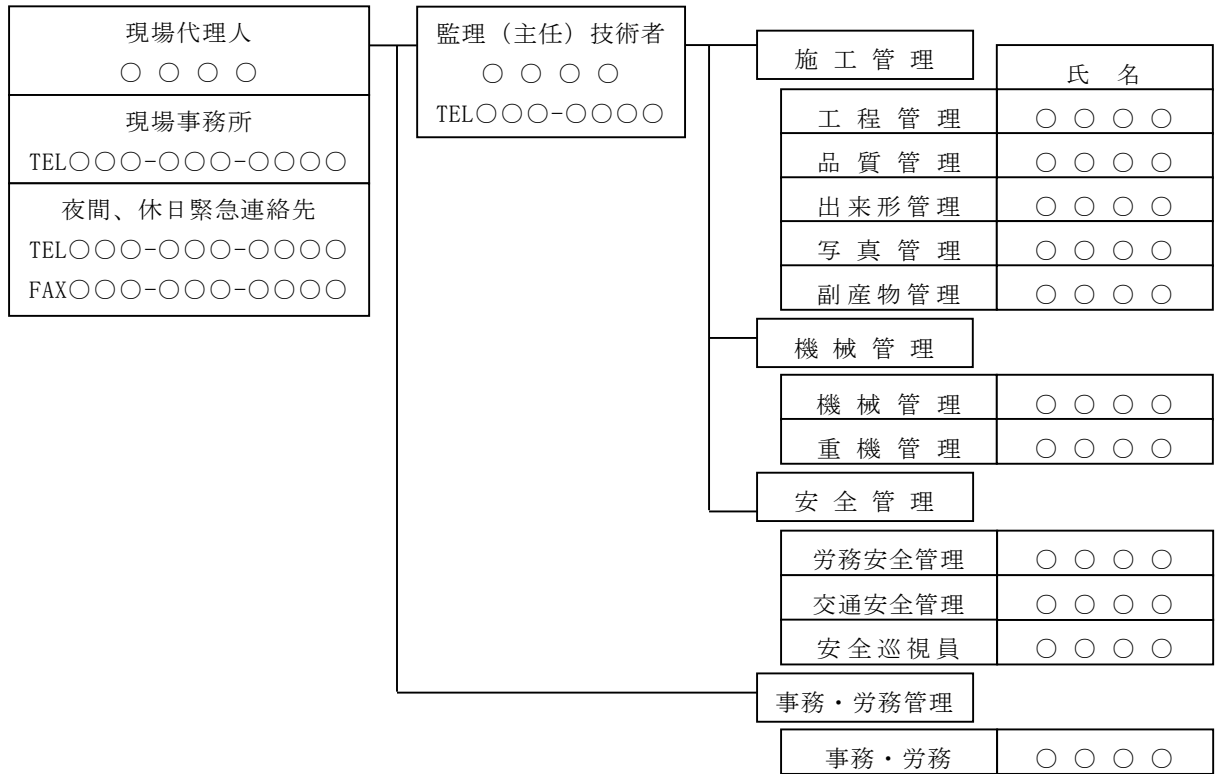 現場代理人
○ ○ ○ ○
現場事務所
TEL○○○-○○○-○○○○
夜間、休日緊急連絡先
TEL○○○-○○○-○○○○
FAX○○○-○○○-○○○○
監理（主任）技術者
○ ○ ○ ○
TEL○○○-○○○○
施 工 管 理
氏 名
工 程 管 理 ○ ○ ○ ○
品 質 管 理 ○ ○ ○ ○
出来形管理 ○ ○ ○ ○
写 真 管 理 ○ ○ ○ ○
副産物管理 ○ ○ ○ ○
機 械 管 理
機 械 管 理 ○ ○ ○ ○
重 機 管 理 ○ ○ ○ ○
安 全 管 理
労務安全管理 ○ ○ ○ ○
交通安全管理 ○ ○ ○ ○
安全巡視員 ○ ○ ○ ○
事務・労務管理
事務・労務 ○ ○ ○ ○